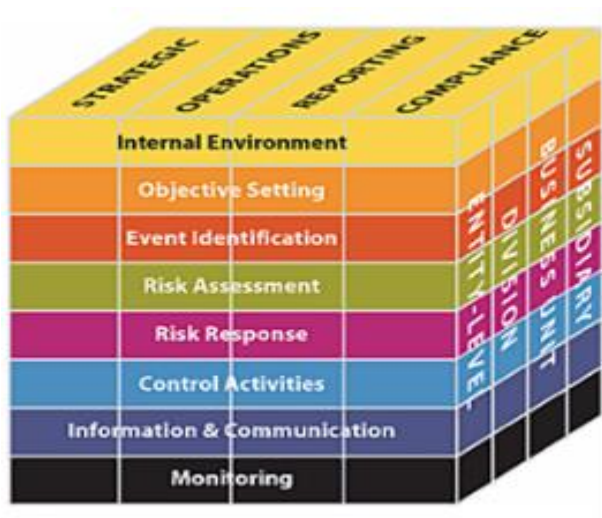 STRATEGIC
OPERATIONS
REPORTING
COMPLIANCE
Internal Environment
Objective Setting
Event Identification
Risk Assessment
Risk Response
Control Activities
Information & Communication
Monitoring
ENTITY-LEVEL
DIVISION
BUSINESS UNIT
SUBSIDIARY